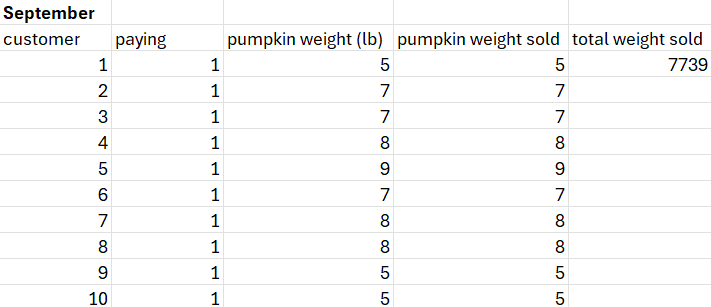 September
customer paying pumpkin weight (lb) pumpkin weight sold total weight sold
1 1 5 5 7739
2 1 7 7
3 1 7 7
4 1 8 8
5 1 9 9
6 1 7 7
7 1 8 8
8 1 8 8
9 1 5 5
10 1 5 5